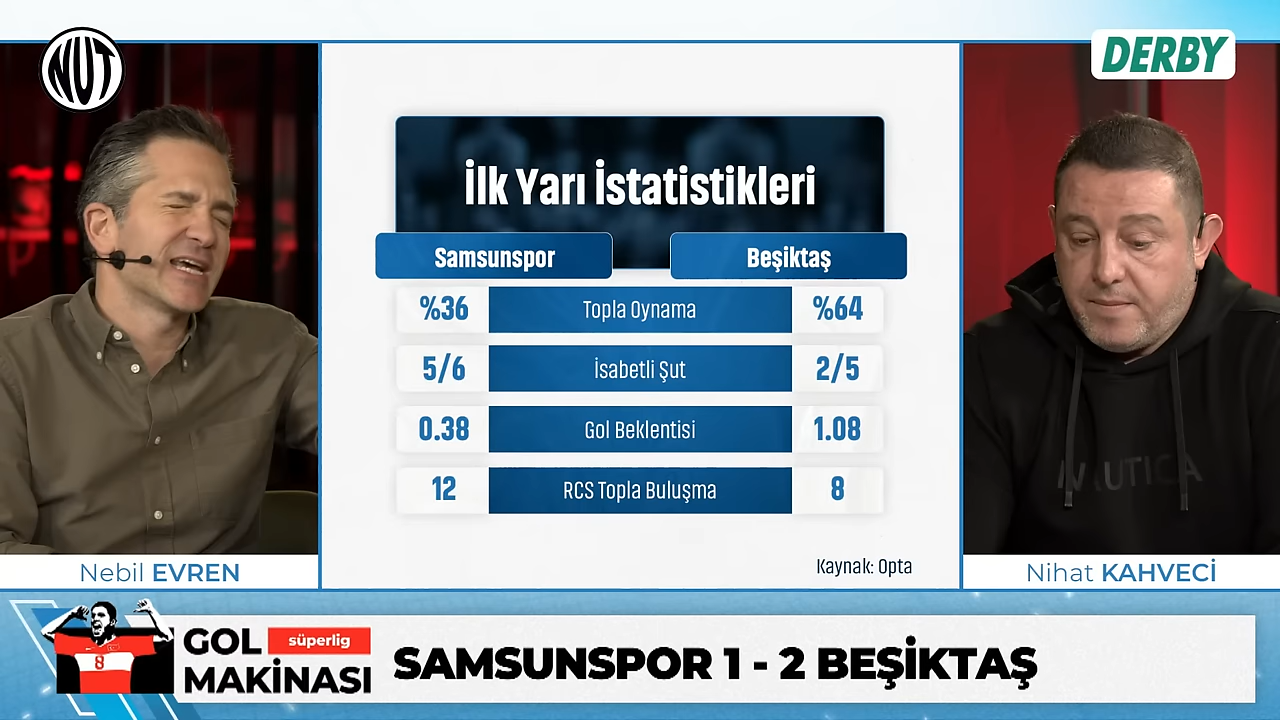 NUT
DERBY
İlk Yarı İstatistikleri
Samsunspor
Beşiktaş
%36 Topla Oynama %64
5/6 İsabetli Şut 2/5
0.38 Gol Beklentisi 1.08
12 RCS Topla Buluşma 8
Kaynak: Opta
NAUTICA
Nebil EVREN
Nihat KAHVECİ
8
GOL süperlig
MAKİNASI
SAMSUNSPOR 1 - 2 BEŞİKTAŞ